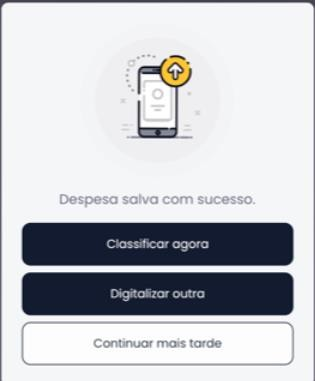 Despesa salva com sucesso.
Classificar agora
Digitalizar outra
Continuar mais tarde